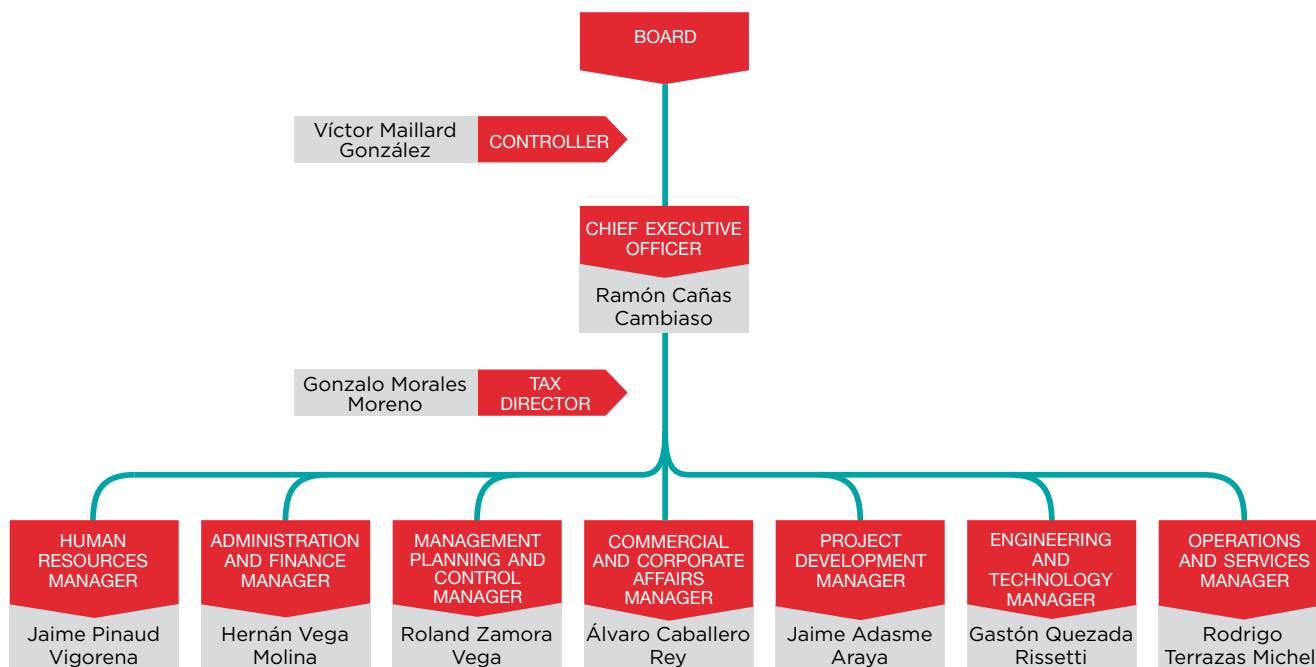 BOARD
Víctor Maillard
González
CONTROLLER
CHIEF EXECUTIVE
OFFICER
Ramón Cañas
Cambiaso
Gonzalo Morales
Moreno
TAX
DIRECTOR
HUMAN
RESOURCES
MANAGER
Jaime Pinaud
Vigorena
ADMINISTRATION
AND FINANCE
MANAGER
Hernán Vega
Molina
MANAGEMENT
PLANNING AND
CONTROL
MANAGER
Roland Zamora
Vega
COMMERCIAL
AND CORPORATE
AFFAIRS
MANAGER
Álvaro Caballero
Rey
PROJECT
DEVELOPMENT
MANAGER
Jaime Adasme
Araya
ENGINEERING
AND
TECHNOLOGY
MANAGER
Gastón Quezada
Rissetti
OPERATIONS
AND SERVICES
MANAGER
Rodrigo
Terrazas Michel